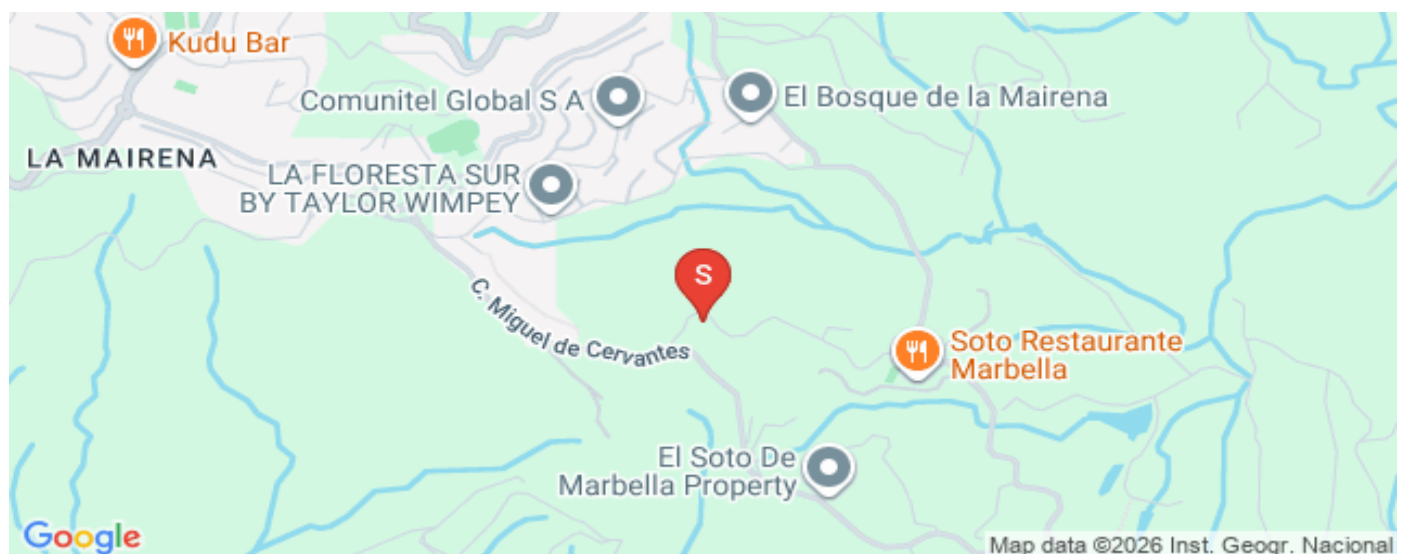 Kudu Bar
Comunitel Global S A
El Bosque de la Mairena
LA MAIRENA
LA FLORESTA SUR
BY TAYLOR WIMPEY
S
C. Miguel de Cervantes
Soto Restaurante
Marbella
El Soto De
Marbella Property
Google
Map data ©2026 Inst. Geogr. Nacional